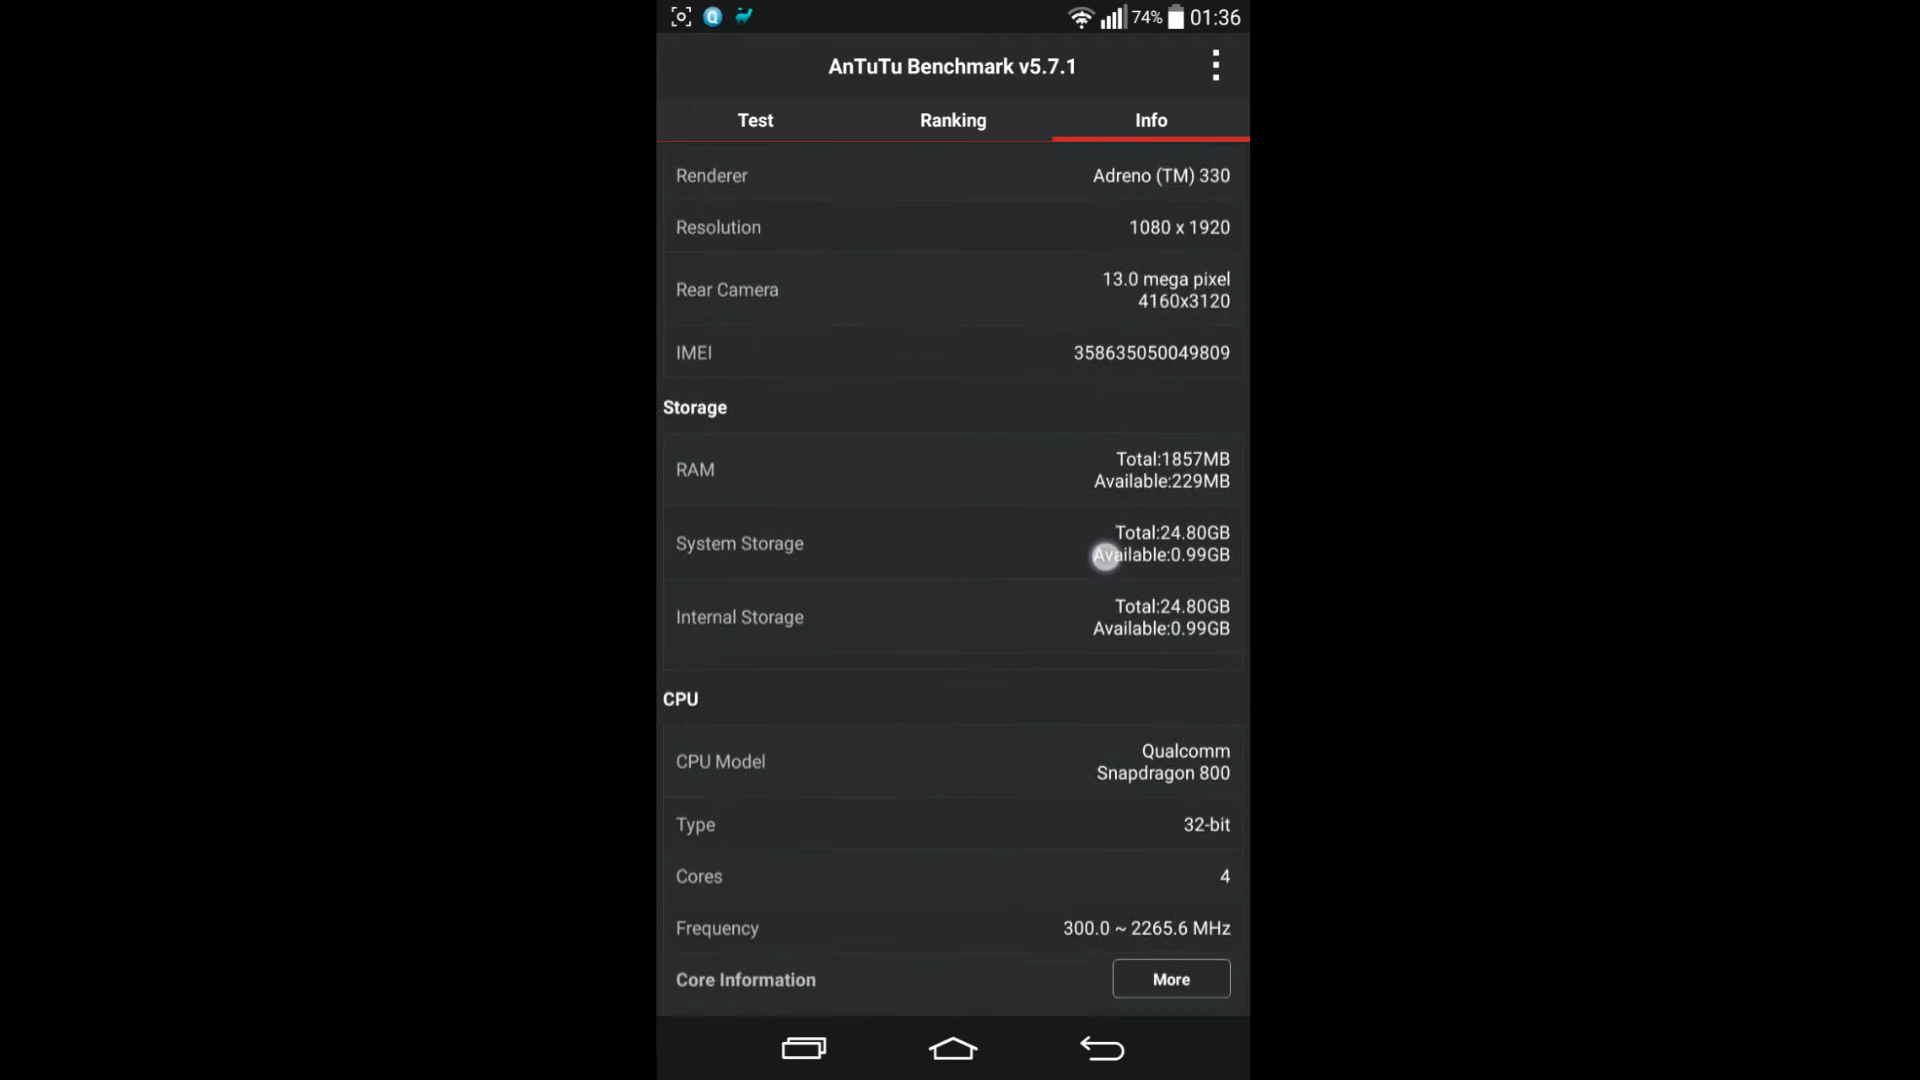 74% 01:36
AnTuTu Benchmark v5.7.1
Test Ranking Info
Renderer Adreno (TM) 330
Resolution 1080 x 1920
Rear Camera 13.0 mega pixel
4160x3120
IMEI 358635050049809
Storage
RAM Total:1857MB
Available:229MB
System Storage Total:24.80GB
Available:0.99GB
Internal Storage Total:24.80GB
Available:0.99GB
CPU
CPU Model Qualcomm
Snapdragon 800
Type 32-bit
Cores 4
Frequency 300.0 ~ 2265.6 MHz
Core Information More